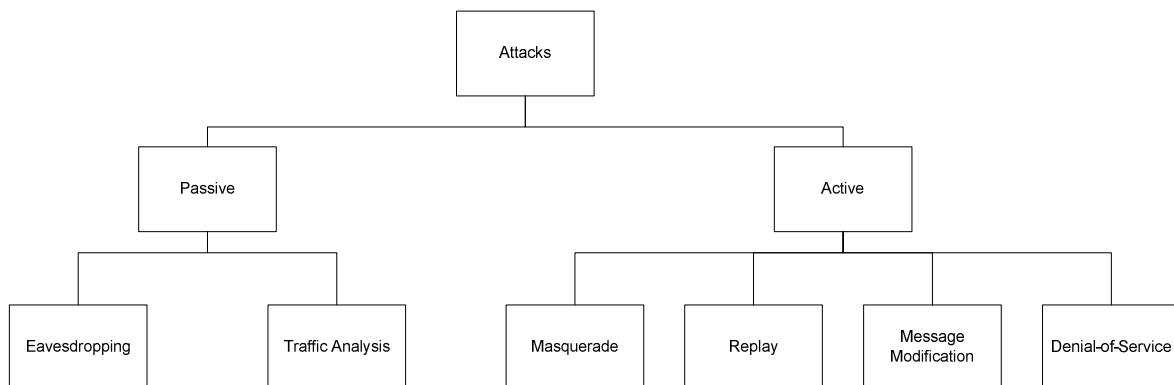 Attacks
Passive
Active
Eavesdropping
Traffic Analysis
Masquerade
Replay
Message
Modification
Denial-of-Service